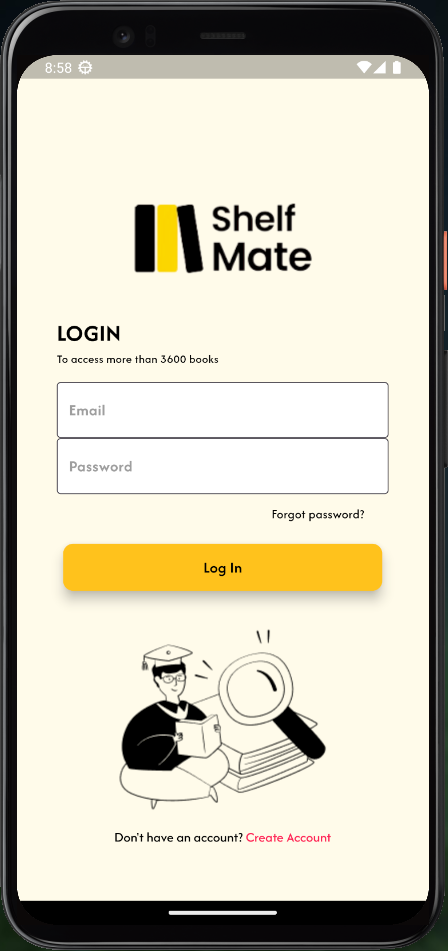 8:58
Shelf
Mate
LOGIN
To access more than 3600 books
Email
Password
Forgot password?
Log In
Don't have an account? Create Account